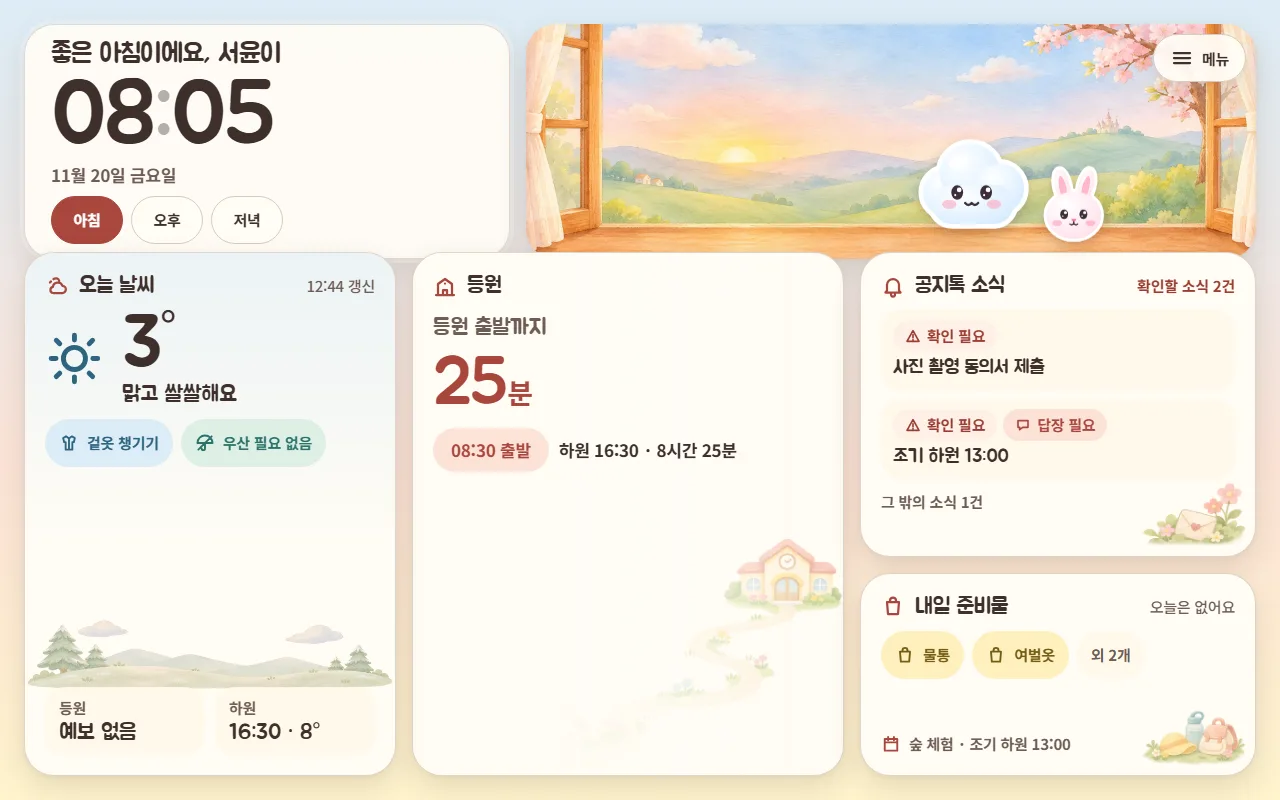 좋은 아침이에요, 서윤이
08:05
11월 20일 금요일
아침 오후 저녁
메뉴
오늘 날씨 12:44 갱신
3°
맑고 쌀쌀해요
겉옷 챙기기 우산 필요 없음
등원
예보 없음
하원
16:30 · 8°
등원
등원 출발까지
25분
08:30 출발 하원 16:30 · 8시간 25분
공지톡 소식 확인할 소식 2건
확인 필요
사진 촬영 동의서 제출
확인 필요 답장 필요
조기 하원 13:00
그 밖의 소식 1건
내일 준비물 오늘은 없어요
물통 여벌옷 외 2개
숲 체험 · 조기 하원 13:00